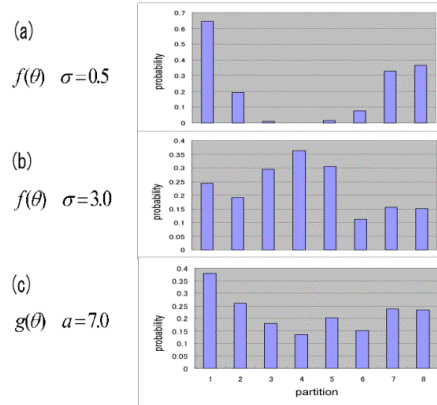 (a)
f(θ) σ=0.5
probability
0.7
0.6
0.5
0.4
0.3
0.2
0.1
0
(b)
f(θ) σ=3.0
probability
0.4
0.35
0.3
0.25
0.2
0.15
0.1
0.05
0
(c)
g(θ) a=7.0
probability
0.4
0.35
0.3
0.25
0.2
0.15
0.1
0.05
0
1 2 3 4 5 6 7 8
partition